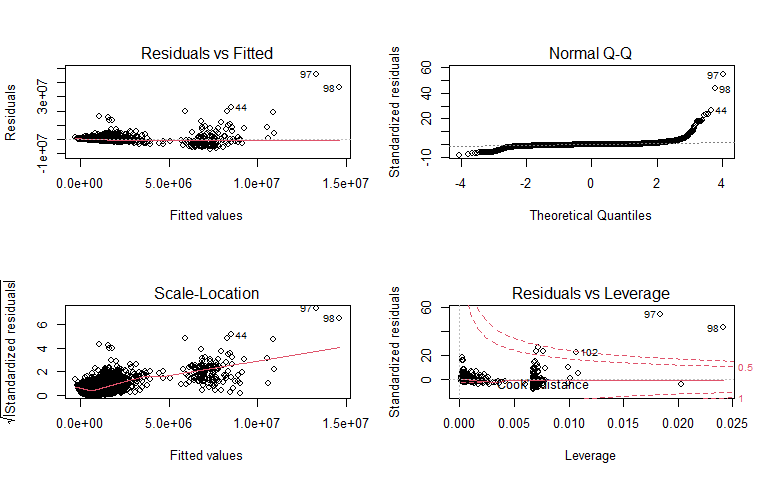 Residuals vs Fitted
Residuals
-1e+07 3e+07
97
98
44
0.0e+00 5.0e+06 1.0e+07 1.5e+07
Fitted values
Normal Q-Q
Standardized residuals
-10 20 40 60
97
98
44
-4 -2 0 2 4
Theoretical Quantiles
Scale-Location
√|Standardized residuals|
0 2 4 6
97
98
44
0.0e+00 5.0e+06 1.0e+07 1.5e+07
Fitted values
Residuals vs Leverage
Standardized residuals
0 20 60
97
98
102
Cook's distance
0.5
1
0.000 0.005 0.010 0.015 0.020 0.025
Leverage